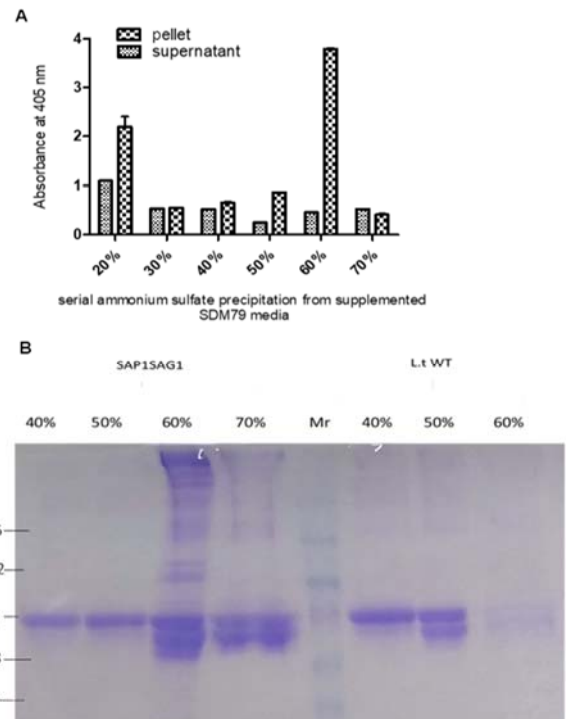 A
pellet
supernatant
Absorbance at 405 nm
4
3
2
1
0
20%
30%
40%
50%
60%
70%
serial ammonium sulfate precipitation from supplemented
SDM79 media
B
SAP1SAG1
L.t WT
40%
50%
60%
70%
Mr
40%
50%
60%